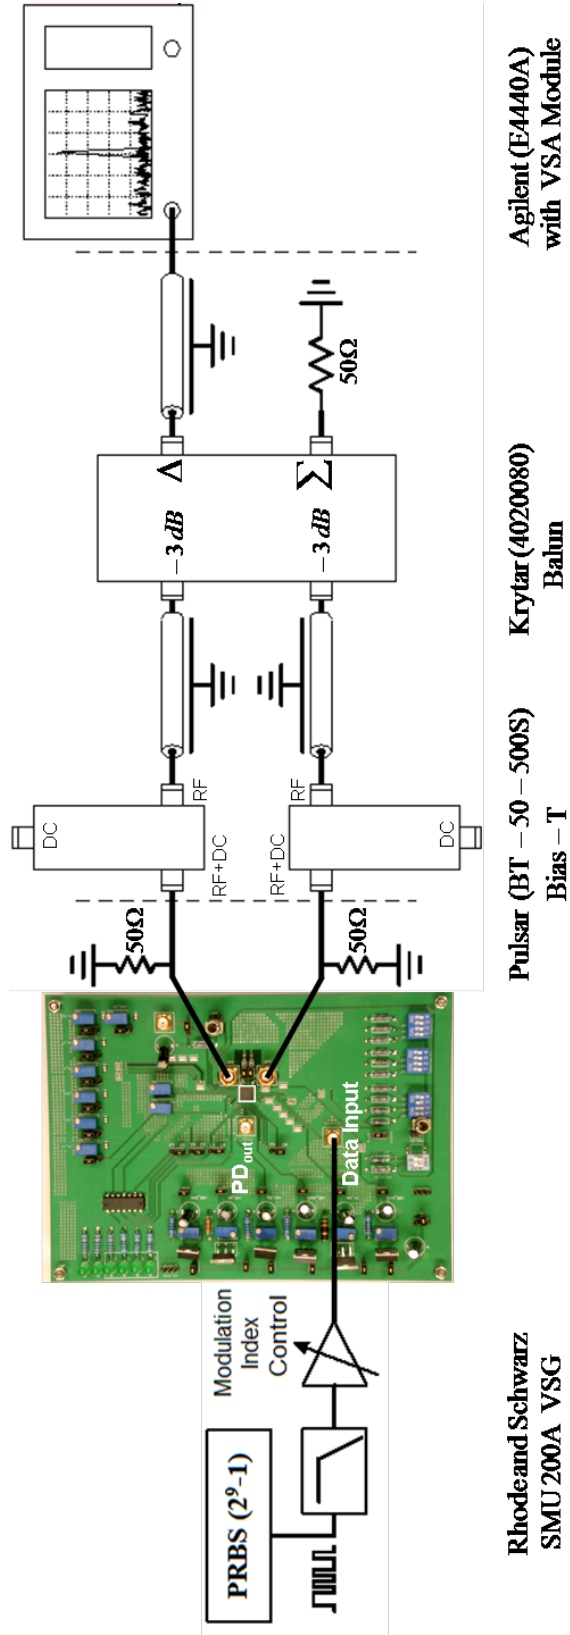 PRBS (2⁹-1)
Modulation
Index
Control
PDout
Data Input
50Ω
50Ω
DC
RF+DC
RF
DC
RF+DC
RF
−3 dB
Δ
−3 dB
Σ
50Ω
Rhode and Schwarz
SMU 200A VSG
Pulsar (BT − 50 − 500S)
Bias − T
Krytar (4020080)
Balun
Agilent (E4440A)
with VSA Module